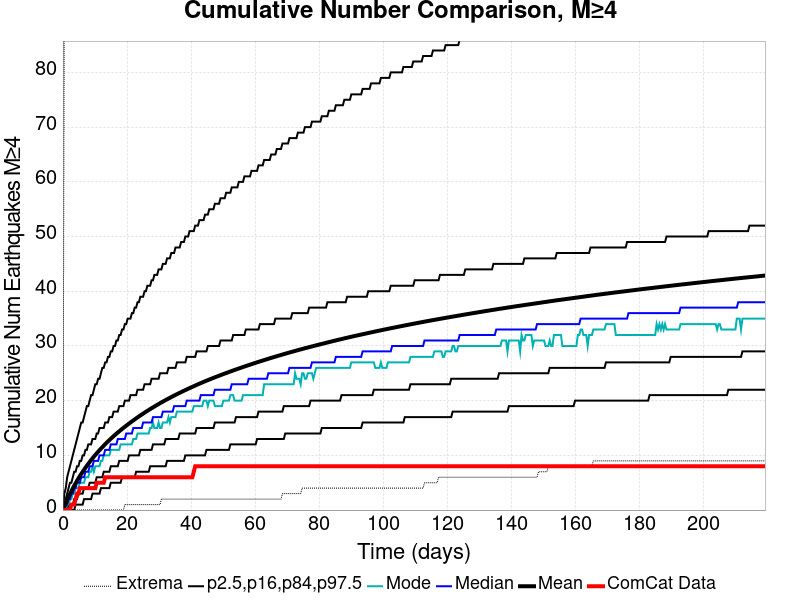 Cumulative Number Comparison, M≥4
Cumulative Num Earthquakes M≥4
80
70
60
50
40
30
20
10
0
0 20 40 60 80 100 120 140 160 180 200
Time (days)
Extrema p2.5,p16,p84,p97.5 Mode Median Mean ComCat Data